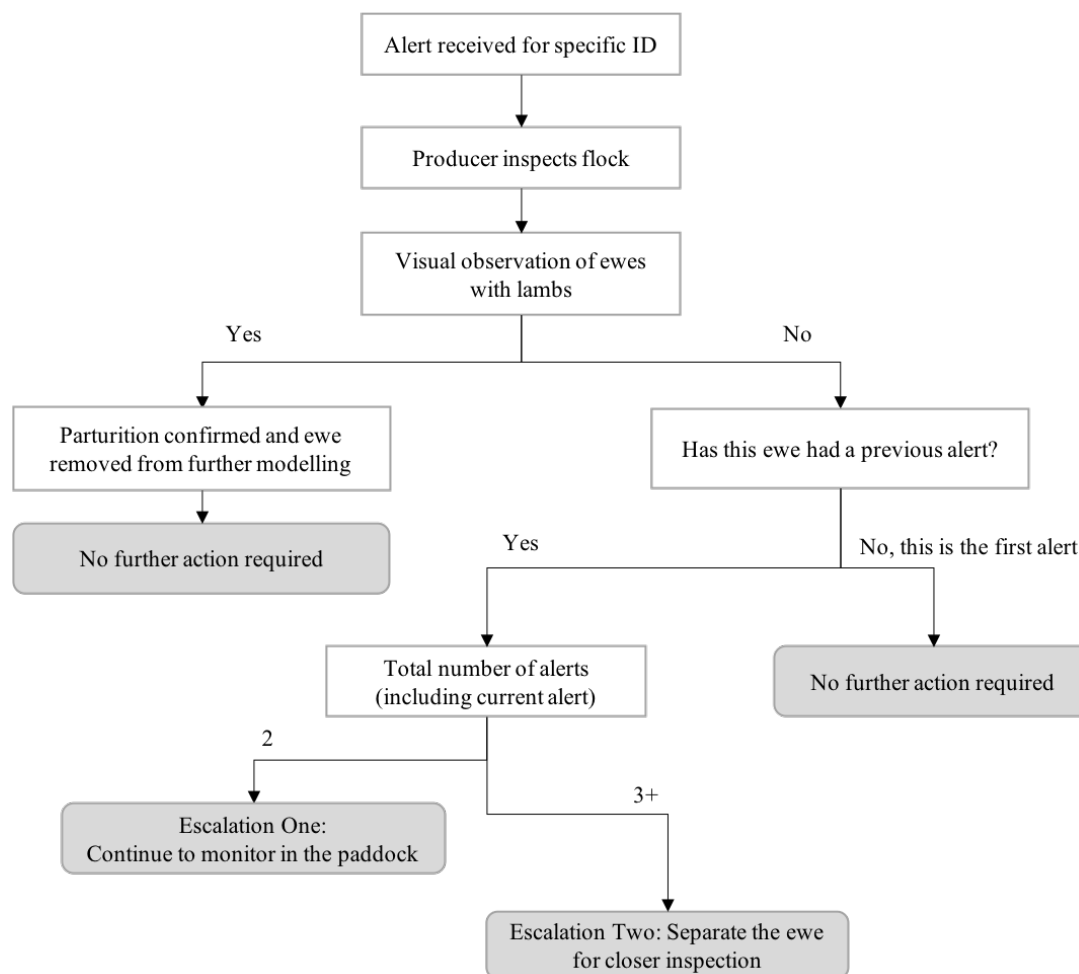 Alert received for specific ID
Producer inspects flock
Visual observation of ewes
with lambs
Yes
No
Parturition confirmed and ewe
removed from further modelling
Has this ewe had a previous alert?
No further action required
Yes
No, this is the first alert
Total number of alerts
(including current alert)
No further action required
2
3+
Escalation One:
Continue to monitor in the paddock
Escalation Two: Separate the ewe
for closer inspection